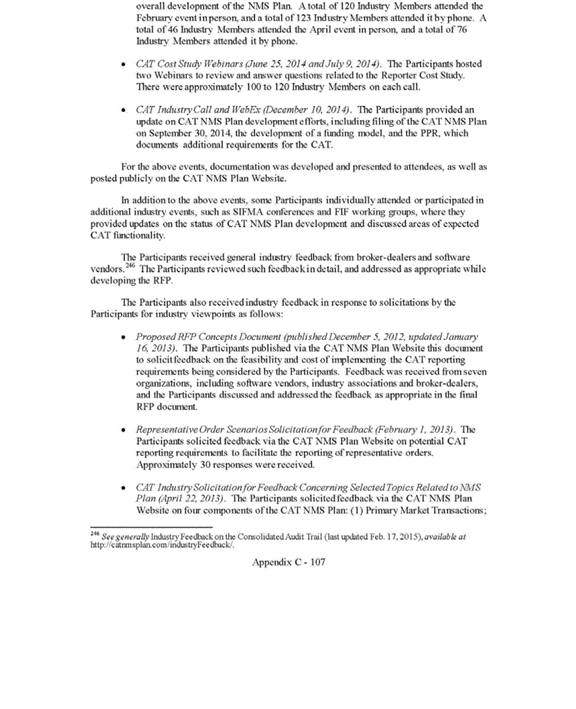 overall development of the NMS Plan. A total of 120 Industry Members attended the
February event in person, and a total of 123 Industry Members attended it by phone. A
total of 46 Industry Members attended the April event in person, and a total of 76
Industry Members attended it by phone.
• CAT Cost Study Webinars (June 25, 2014 and July 9, 2014). The Participants hosted
two Webinars to review and answer questions related to the Reporter Cost Study.
There were approximately 100 to 120 Industry Members on each call.
• CAT Industry Call and WebEx (December 10, 2014). The Participants provided an
update on CAT NMS Plan development efforts, including filing of the CAT NMS Plan
on September 30, 2014, the development of a funding model, and the PPR, which
documents additional requirements for the CAT.
For the above events, documentation was developed and presented to attendees, as well as
posted publicly on the CAT NMS Plan Website.
In addition to the above events, some Participants individually attended or participated in
additional industry events, such as SIFMA conferences and FIF working groups, where they
provided updates on the status of CAT NMS Plan development and discussed areas of expected
CAT functionality.
The Participants received general industry feedback from broker-dealers and software
vendors.246 The Participants reviewed such feedback in detail, and addressed as appropriate while
developing the RFP.
The Participants also received industry feedback in response to solicitations by the
Participants for industry viewpoints as follows:
• Proposed RFP Concepts Document (published December 5, 2012, updated January
16, 2013). The Participants published via the CAT NMS Plan Website this document
to solicit feedback on the feasibility and cost of implementing the CAT reporting
requirements being considered by the Participants. Feedback was received from seven
organizations, including software vendors, industry associations and broker-dealers,
and the Participants discussed and addressed the feedback as appropriate in the final
RFP document.
• Representative Order Scenarios Solicitation for Feedback (February 1, 2013). The
Participants solicited feedback via the CAT NMS Plan Website on potential CAT
reporting requirements to facilitate the reporting of representative orders.
Approximately 30 responses were received.
• CAT Industry Solicitation for Feedback Concerning Selected Topics Related to NMS
Plan (April 22, 2013). The Participants solicited feedback via the CAT NMS Plan
Website on four components of the CAT NMS Plan: (1) Primary Market Transactions;
246 See generally Industry Feedback on the Consolidated Audit Trail (last updated Feb. 17, 2015), available at
http://catnmsplan.com/industryFeedback/.
Appendix C - 107